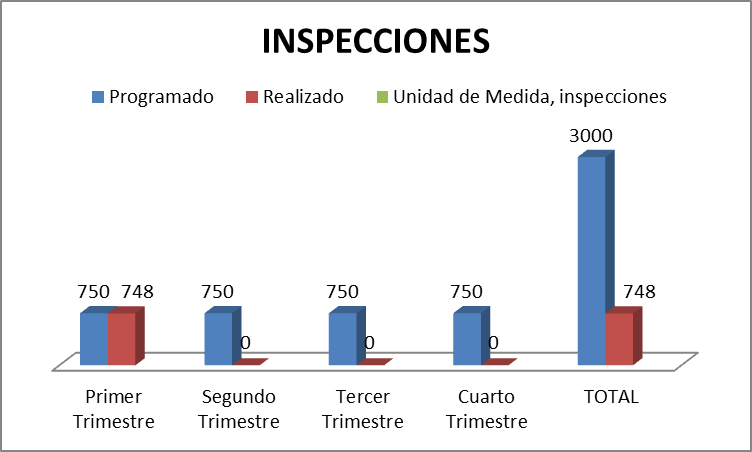 INSPECCIONES
Programado Realizado Unidad de Medida, inspecciones
3000
750 748 750 750 750 748
0 0 0
Primer Segundo Tercer Cuarto TOTAL
Trimestre Trimestre Trimestre Trimestre